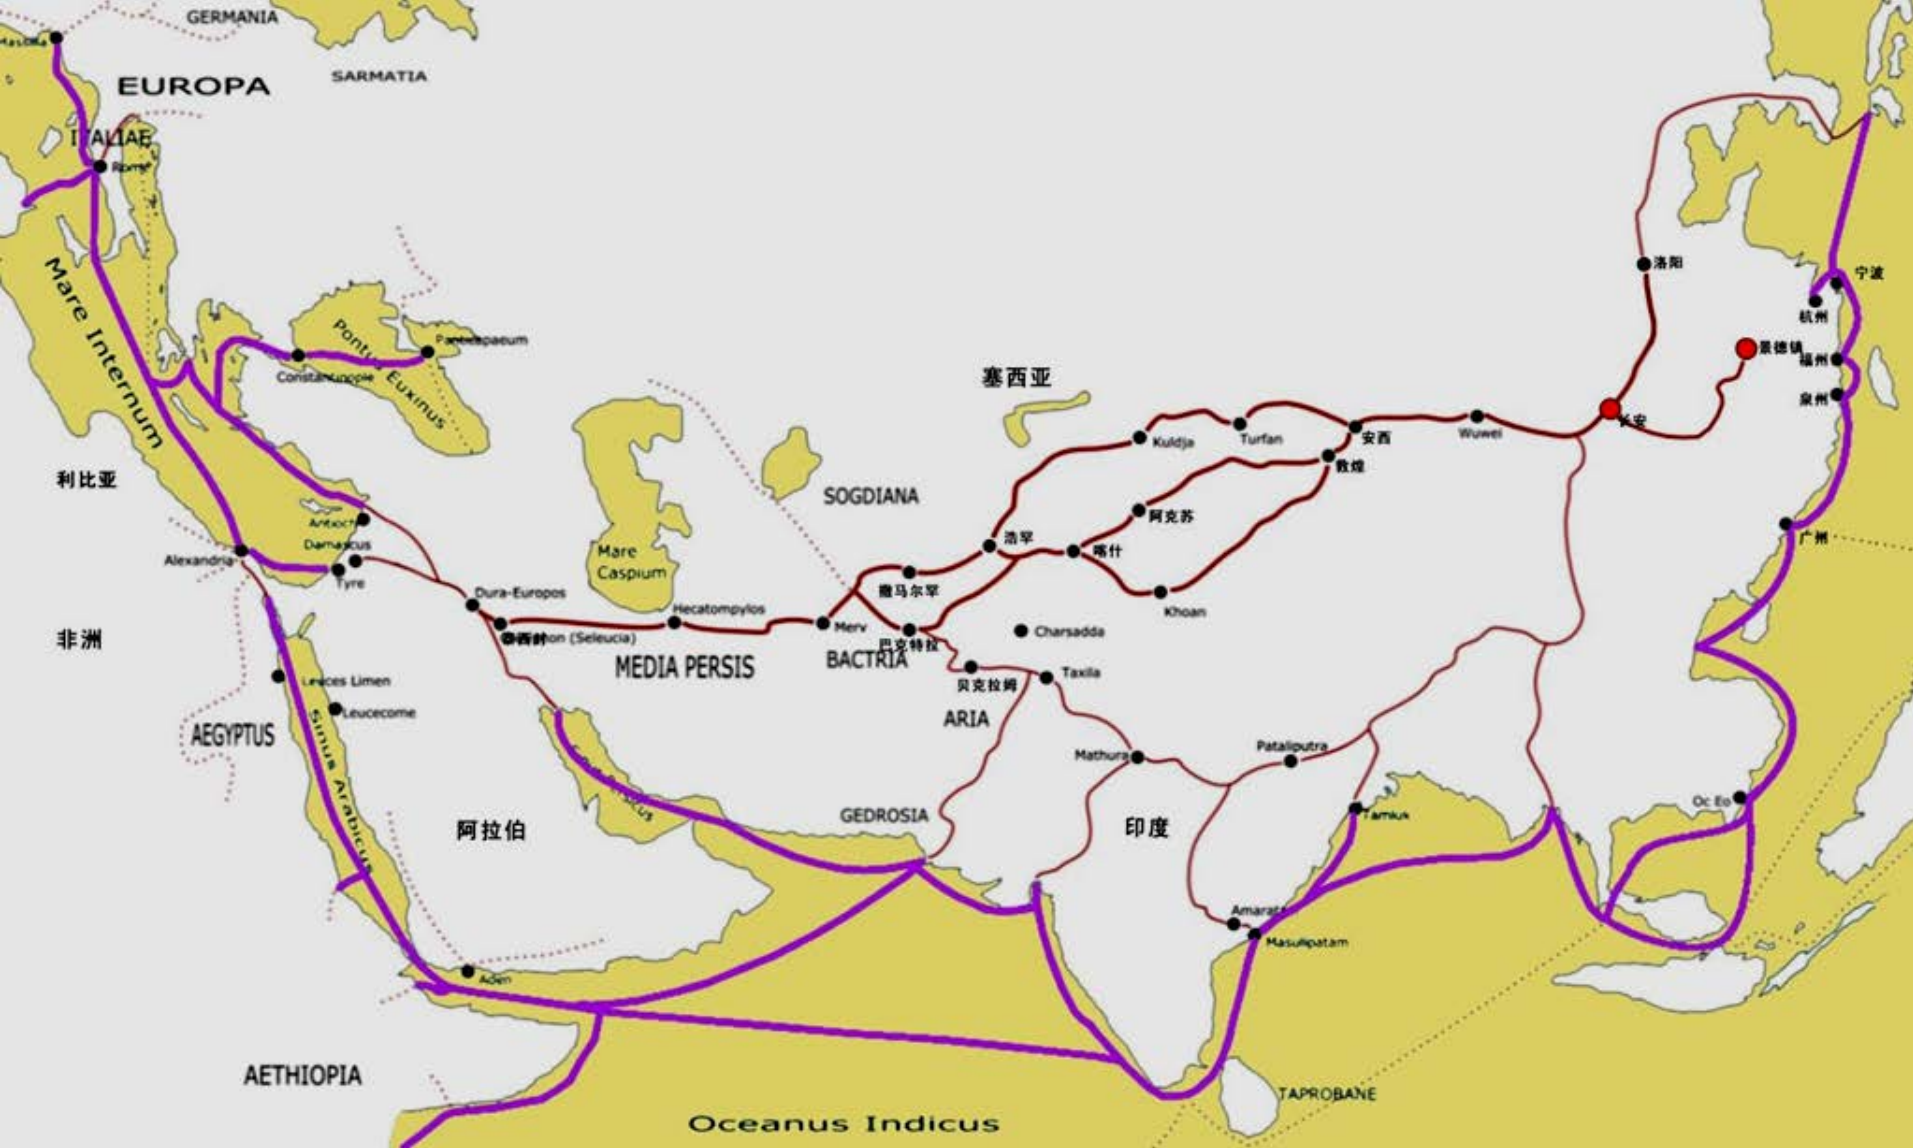 GERMANIA
SARMATIA
EUROPA
ITALIAE
Rome
Mare Internum
Pontus Euxinus
Panticapaeum
Constantinople
利比亚
非洲
Antioch
Damascus
Tyre
Alexandria
Dura-Europos
(Seleucia)
Mare
Caspium
Hecatompylos
Merv
MEDIA PERSIS
SOGDIANA
塞西亚
撒马尔罕
浩罕
喀什
阿克苏
Khoan
Kuldja
Turfan
安西
敦煌
Wuwei
长安
洛阳
景德镇
杭州
宁波
福州
泉州
广州
巴克特拉
BACTRIA
贝克拉姆
ARIA
Charsadda
Taxila
Mathura
Pataliputra
印度
GEDROSIA
Tamluk
Masulipatam
Oc Eo
Leuces Limen
Leucecome
AEGYPTUS
Sinus Arabicus
阿拉伯
Aden
AETHIOPIA
Oceanus Indicus
TAPROBANE